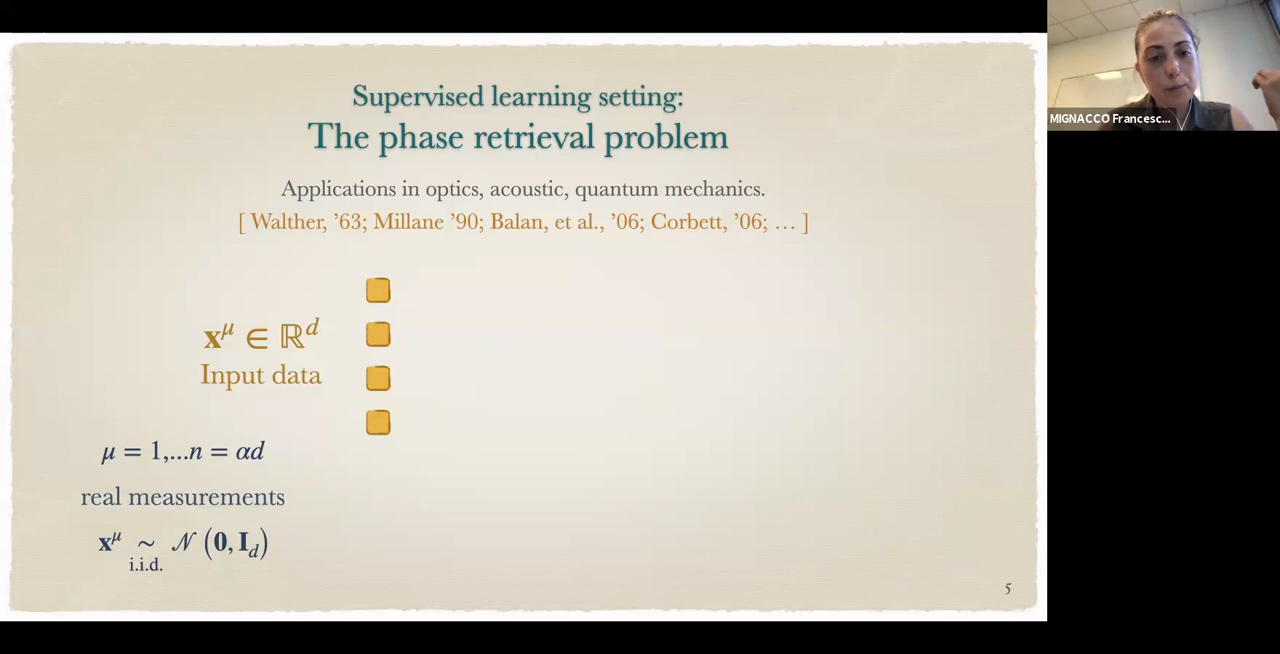 Supervised learning setting:
The phase retrieval problem
Applications in optics, acoustic, quantum mechanics.
[ Walther, ’63; Millane ’90; Balan, et al., ’06; Corbett, ’06; … ]
𝐱^μ ∈ ℝ^d
Input data
μ = 1,...n = αd
real measurements
𝐱^μ ∼ 𝒩 (𝟎, 𝐈_d)
i.i.d.
5
MIGNACCO Francesc...